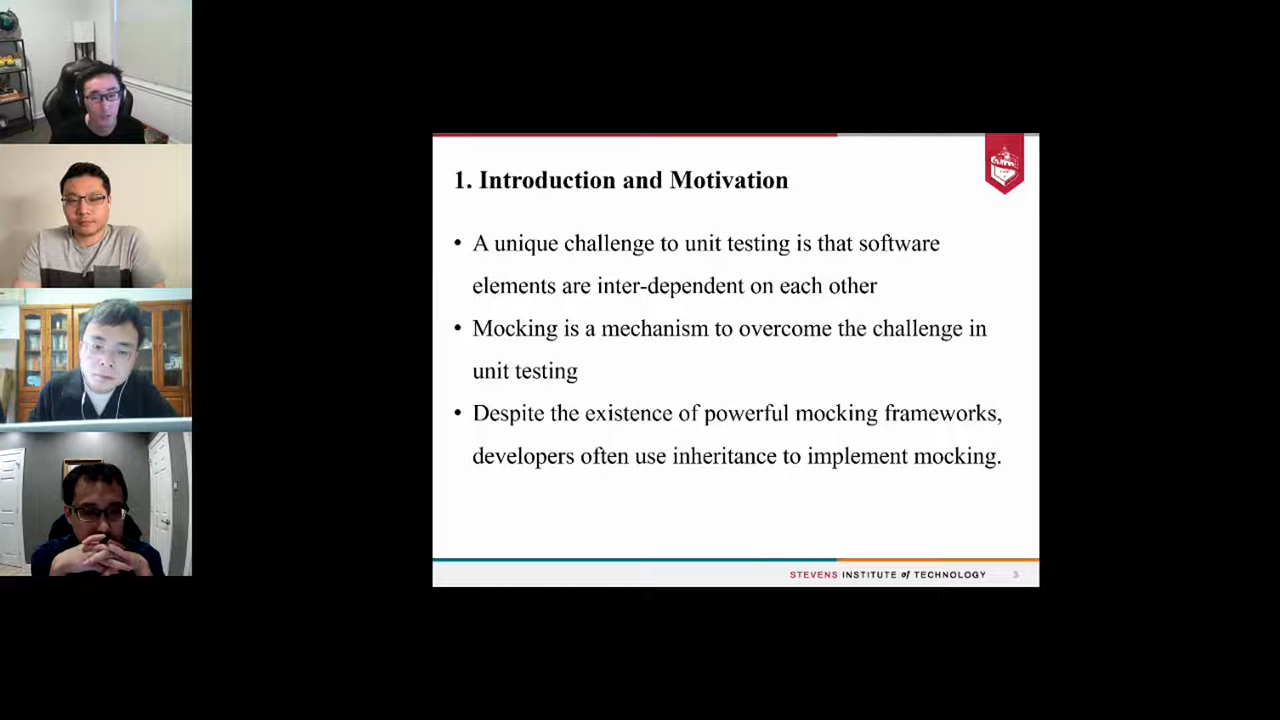 1. Introduction and Motivation
• A unique challenge to unit testing is that software
elements are inter-dependent on each other
• Mocking is a mechanism to overcome the challenge in
unit testing
• Despite the existence of powerful mocking frameworks,
developers often use inheritance to implement mocking.
STEVENS INSTITUTE of TECHNOLOGY 3